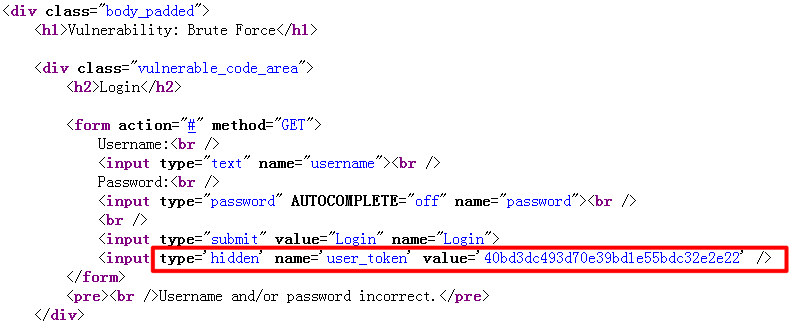 <div class="body_padded">
<h1>Vulnerability: Brute Force</h1>
<div class="vulnerable_code_area">
<h2>Login</h2>
<form action="#" method="GET">
Username:<br />
<input type="text" name="username"><br />
Password:<br />
<input type="password" AUTOCOMPLETE="off" name="password"><br />
<br />
<input type="submit" value="Login" name="Login">
<input type='hidden' name='user_token' value='40bd3dc493d70e39bd1e55bdc32e2e22' />
</form>
<pre><br />Username and/or password incorrect.</pre>
</div>